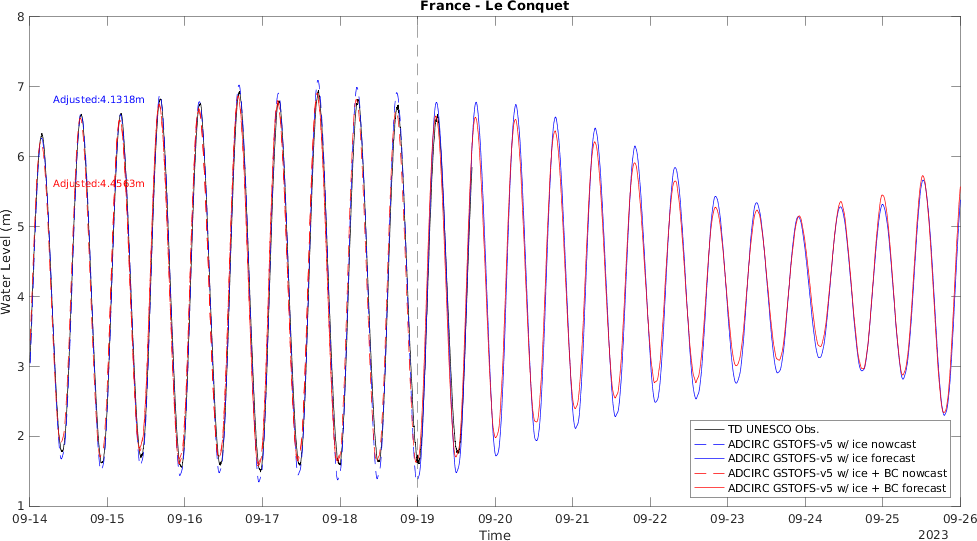 France - Le Conquet
8
7
6
5
4
3
2
1
Water Level (m)
Adjusted:4.1318m
Adjusted:4.4563m
TD UNESCO Obs.
ADCIRC GSTOFS-v5 w/ ice nowcast
ADCIRC GSTOFS-v5 w/ ice forecast
ADCIRC GSTOFS-v5 w/ ice + BC nowcast
ADCIRC GSTOFS-v5 w/ ice + BC forecast
09-14 09-15 09-16 09-17 09-18 09-19 09-20 09-21 09-22 09-23 09-24 09-25 09-26
Time
2023